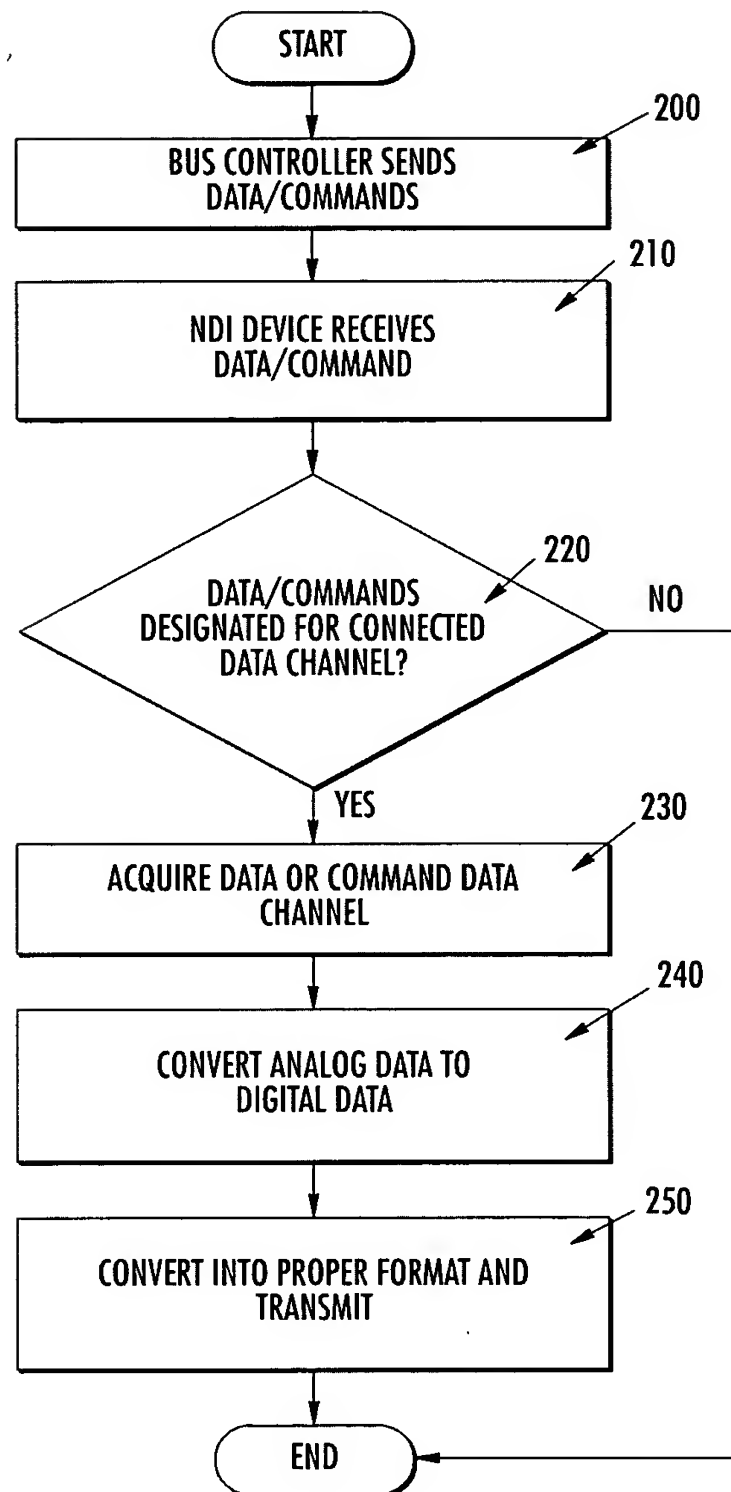 START
200
BUS CONTROLLER SENDS
DATA/COMMANDS
210
NDI DEVICE RECEIVES
DATA/COMMAND
220
DATA/COMMANDS
DESIGNATED FOR CONNECTED
DATA CHANNEL?
NO
YES
230
ACQUIRE DATA OR COMMAND DATA
CHANNEL
240
CONVERT ANALOG DATA TO
DIGITAL DATA
250
CONVERT INTO PROPER FORMAT AND
TRANSMIT
END